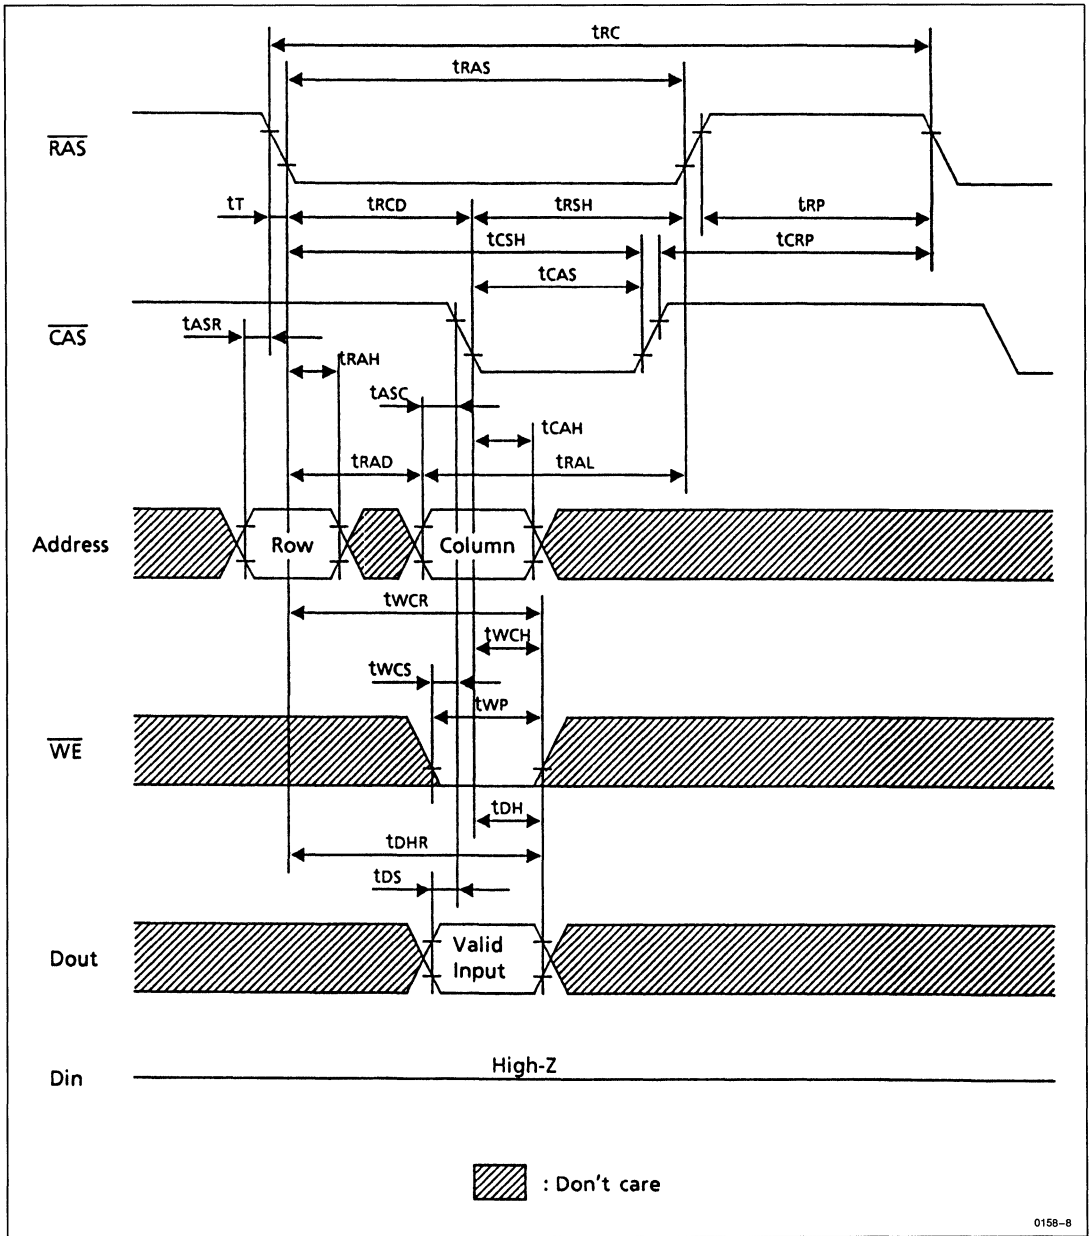 tRC
tRAS
RAS
tT
tRCD
tRSH
tRP
tCSH
tCRP
tCAS
CAS
tASR
tRAH
tASC
tCAH
tRAD
tRAL
Address
Row
Column
tWCR
tWCH
tWCS
tWP
WE
tDH
tDHR
tDS
Dout
Valid
Input
High-Z
Din
: Don't care
0158–8